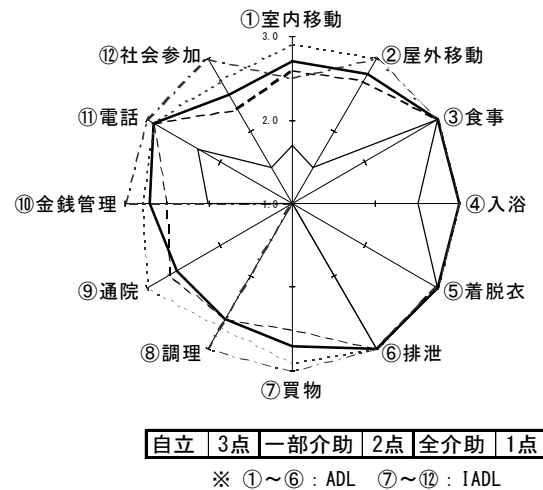 ①室内移動
3.0
⑫社会参加
②屋外移動
2.0
⑪電話
③食事
1.0
⑩金銭管理
④入浴
⑨通院
⑤着脱衣
⑧調理
⑥排泄
⑦買物
自立 3点 一部介助 2点 全介助 1点
※ ①～⑥：ADL ⑦～⑫：IADL